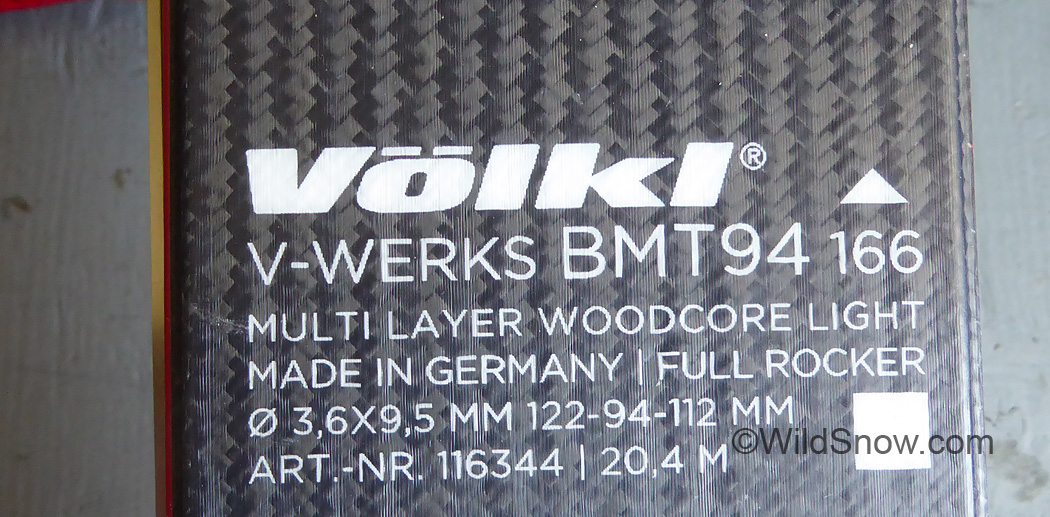 Völkl®
V-WERKS BMT94 166
MULTI LAYER WOODCORE LIGHT
MADE IN GERMANY | FULL ROCKER
Ø 3,6X9,5 MM 122-94-112 MM
©WildSnow.com
ART.-NR. 116344 | 20,4 M